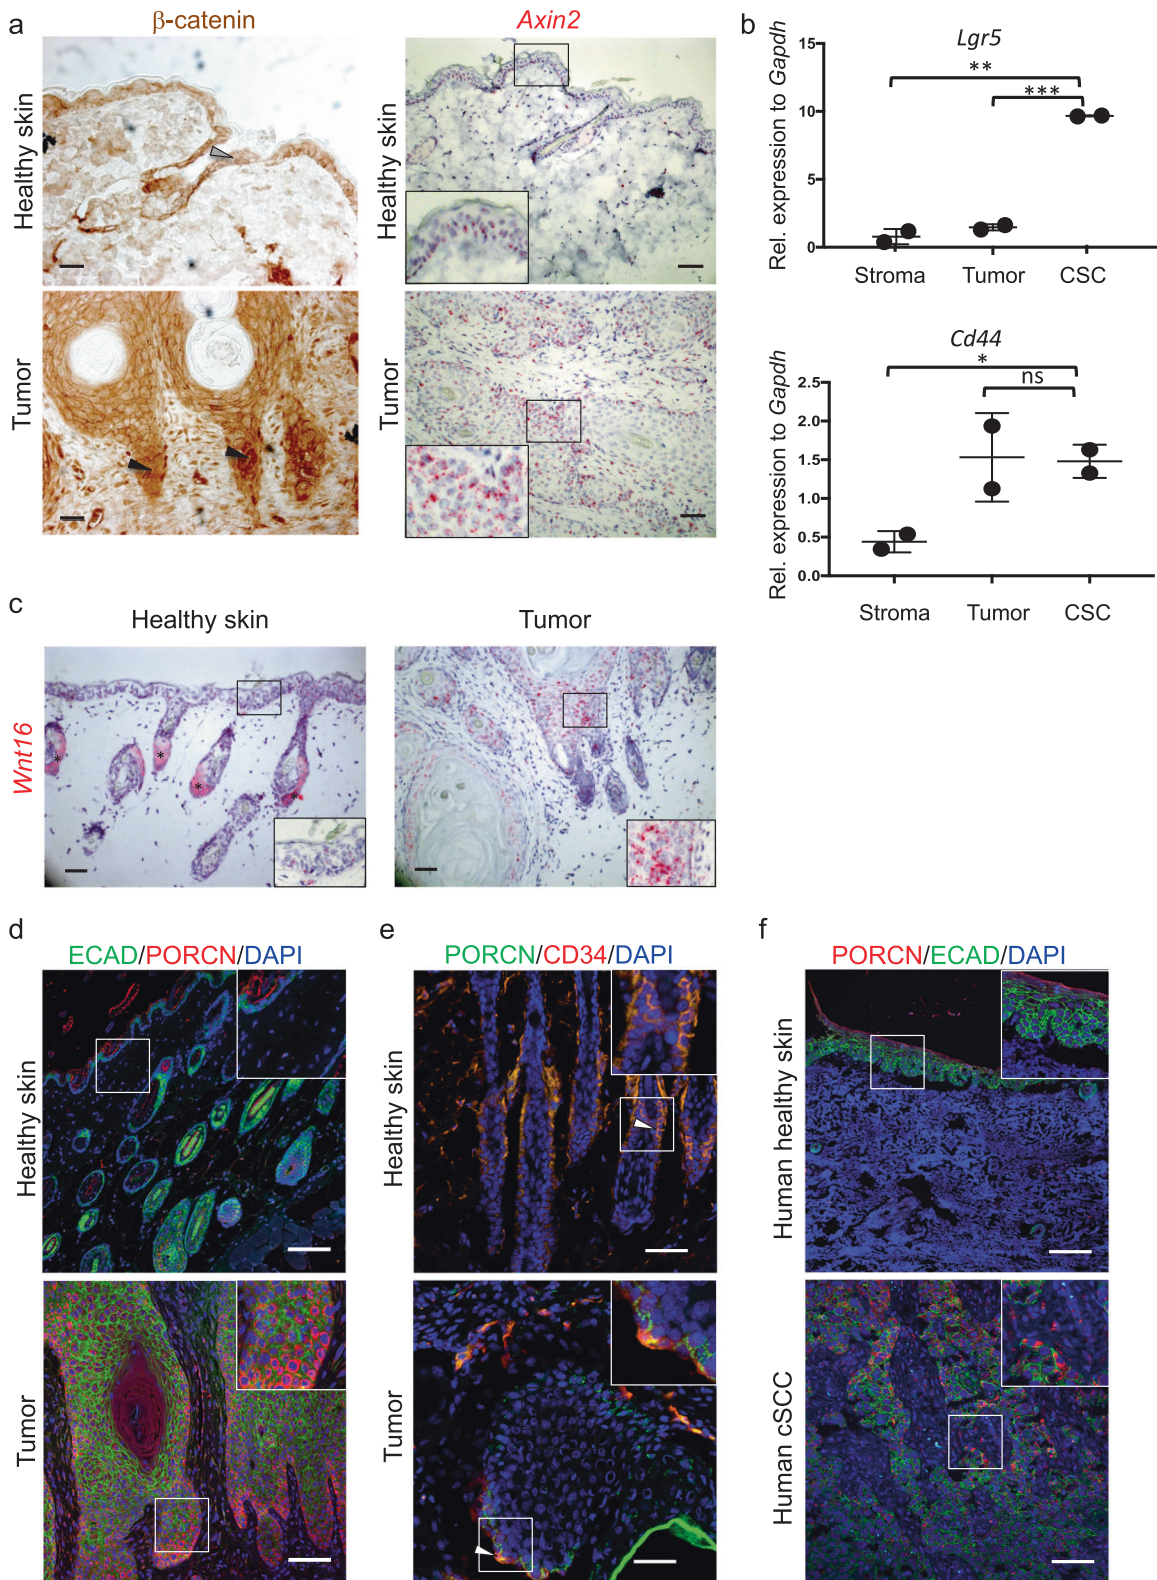 a
β-catenin
Axin2
Healthy skin
Healthy skin
Tumor
Tumor
b
Lgr5
Rel. expression to Gapdh
15
10
5
0
**
***
Stroma
Tumor
CSC
Cd44
Rel. expression to Gapdh
2.5
2.0
1.5
1.0
0.5
0.0
*
ns
Stroma
Tumor
CSC
c
Healthy skin
Tumor
Wnt16
*
*
*
*
d
ECAD/PORCN/DAPI
Healthy skin
Tumor
e
PORCN/CD34/DAPI
Healthy skin
Tumor
f
PORCN/ECAD/DAPI
Human healthy skin
Human cSCC